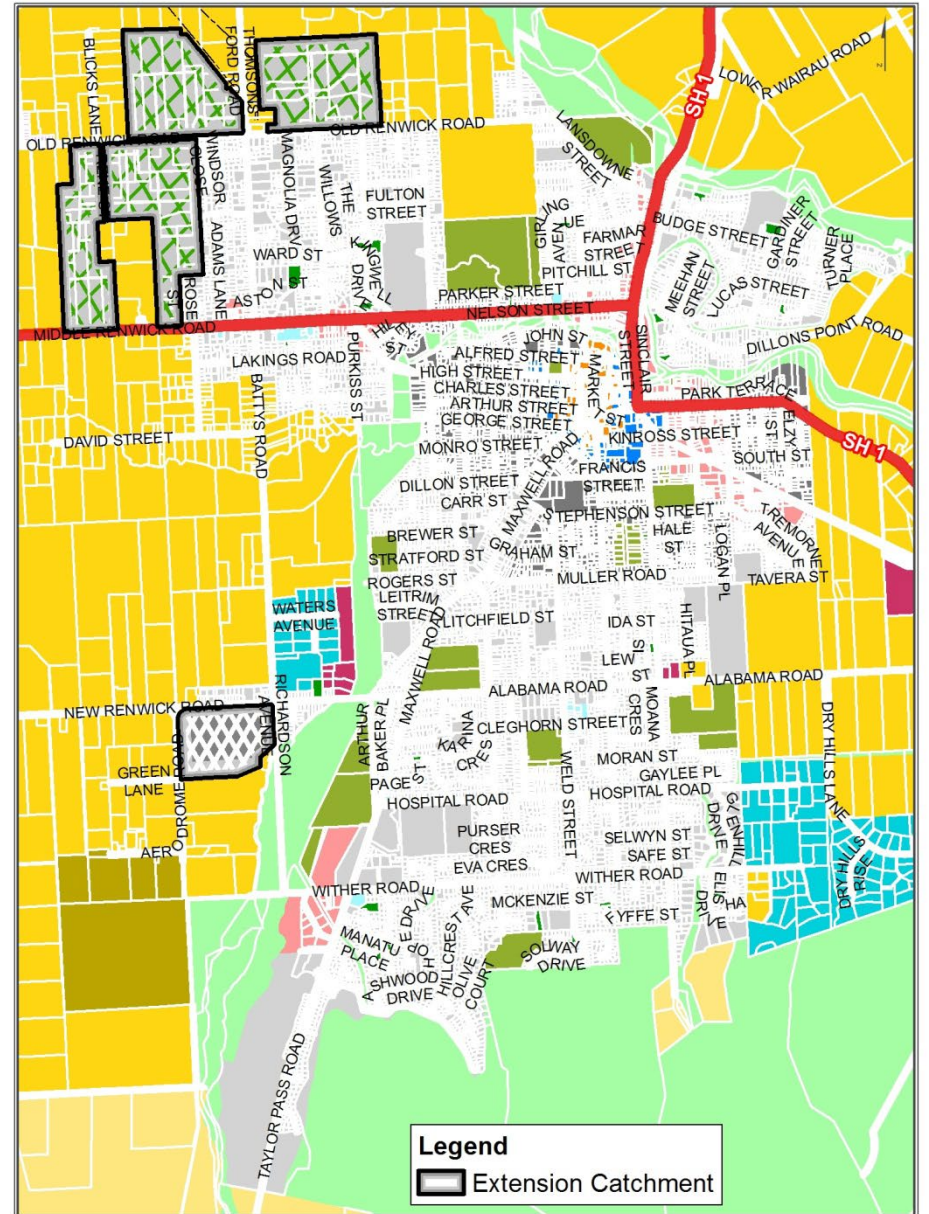 BLICKS LANE
THOMSONS
FORD ROAD
SH 1
LOWER WAIRAU ROAD
OLD RENWICK ROAD
OLD RENWICK ROAD
WINDSOR
CLOSE
MAGNOLIA DRV
THE
WILLOWS
FULTON
STREET
LANSDOWNE
STREET
GIRLING
AVENUE
FARMAR
STREET
PITCHILL ST
BUDGE STREET
GARDINER
STREET
TURNER
PLACE
MEEHAN
STREET
LUCAS STREET
WARD ST
KINGWELL
DRIVE
ADAMS LANE
ROSE
ST
ASTON ST
PARKER STREET
NELSON STREET
MIDDLE RENWICK ROAD
HILEY
ST
JOHN ST
SINCLAIR
STREET
DILLONS POINT ROAD
LAKINGS ROAD
PURKISS ST
ALFRED STREET
HIGH STREET
CHARLES STREET
ARTHUR STREET
GEORGE STREET
MARKET ST
PARK TERRACE
BATTYS ROAD
DAVID STREET
MONRO STREET
KINROSS STREET
ELZY
ST
SH 1
SOUTH ST
MAXWELL ROAD
FRANCIS
STREET
DILLON STREET
CARR ST
STEPHENSON STREET
BREWER ST
GRAHAM ST
HALE
ST
LOGAN PL
TREMORNE
AVENUE
STRATFORD ST
MULLER ROAD
TAVERA ST
ROGERS ST
LEITRIM
STREET
WATERS
AVENUE
MAXWELL ROAD
LITCHFIELD ST
IDA ST
HITAUA PL
LEWIS
ST
ALABAMA ROAD
ALABAMA ROAD
NEW RENWICK ROAD
RICHARDSON
AVENUE
ARTHUR
BAKER PL
CLEGHORN STREET
MOANA
CRES
DRY HILLS LANE
KATRINA
CRES
MORAN ST
GREEN
LANE
PAGE ST
GAYLEE PL
HOSPITAL ROAD
HOSPITAL ROAD
WELD STREET
AERODROME ROAD
PURSER
CRES
EVA CRES
SELWYN ST
SAFE ST
GLENHILL
DRIVE
DRY HILLS
RISE
WITHER ROAD
WITHER ROAD
MCKENZIE ST
FYFFE ST
ELISHA
DRIVE
HOPE DRIVE
HILLCREST AVE
MANATU
PLACE
OLIVE
COURT
SOLWAY
DRIVE
ASHWOOD
DRIVE
TAYLOR PASS ROAD
Legend
Extension Catchment